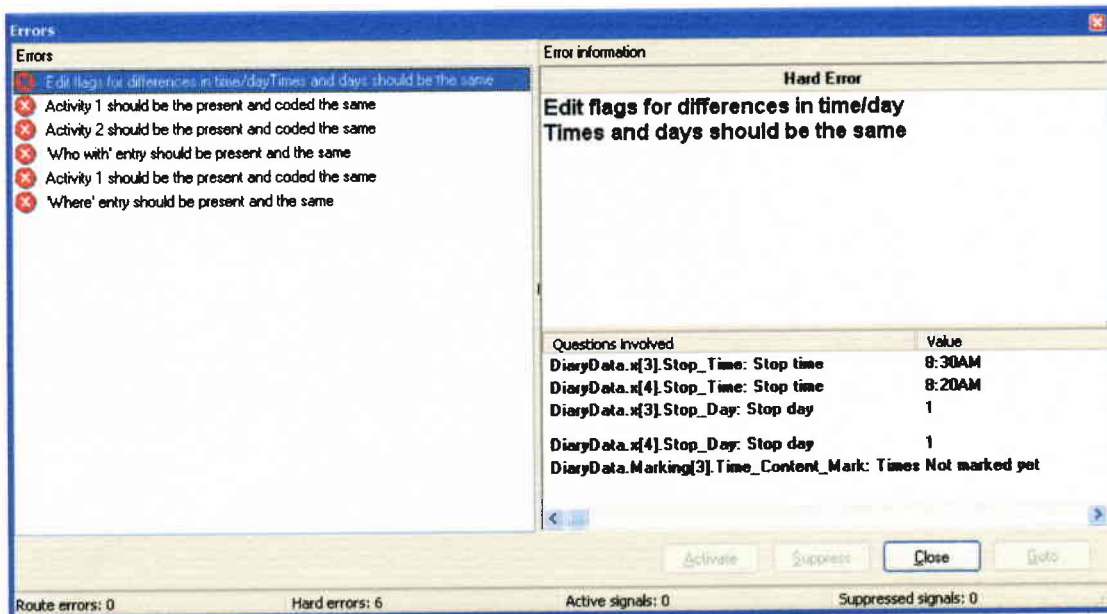 Errors
Errors
Edit flags for differences in time/dayTimes and days should be the same
Activity 1 should be the present and coded the same
Activity 2 should be the present and coded the same
'Who with' entry should be present and the same
Activity 1 should be the present and coded the same
'Where' entry should be present and the same
Error information
Hard Error
Edit flags for differences in time/day
Times and days should be the same
Questions Involved Value
DiaryData.x[3].Stop_Time: Stop time 8:30AM
DiaryData.x[4].Stop_Time: Stop time 8:20AM
DiaryData.x[3].Stop_Day: Stop day 1
DiaryData.x[4].Stop_Day: Stop day 1
DiaryData.Marking[3].Time_Content_Mark: Times Not marked yet
Activate Suppress Close Goto
Route errors: 0 Hard errors: 6 Active signals: 0 Suppressed signals: 0